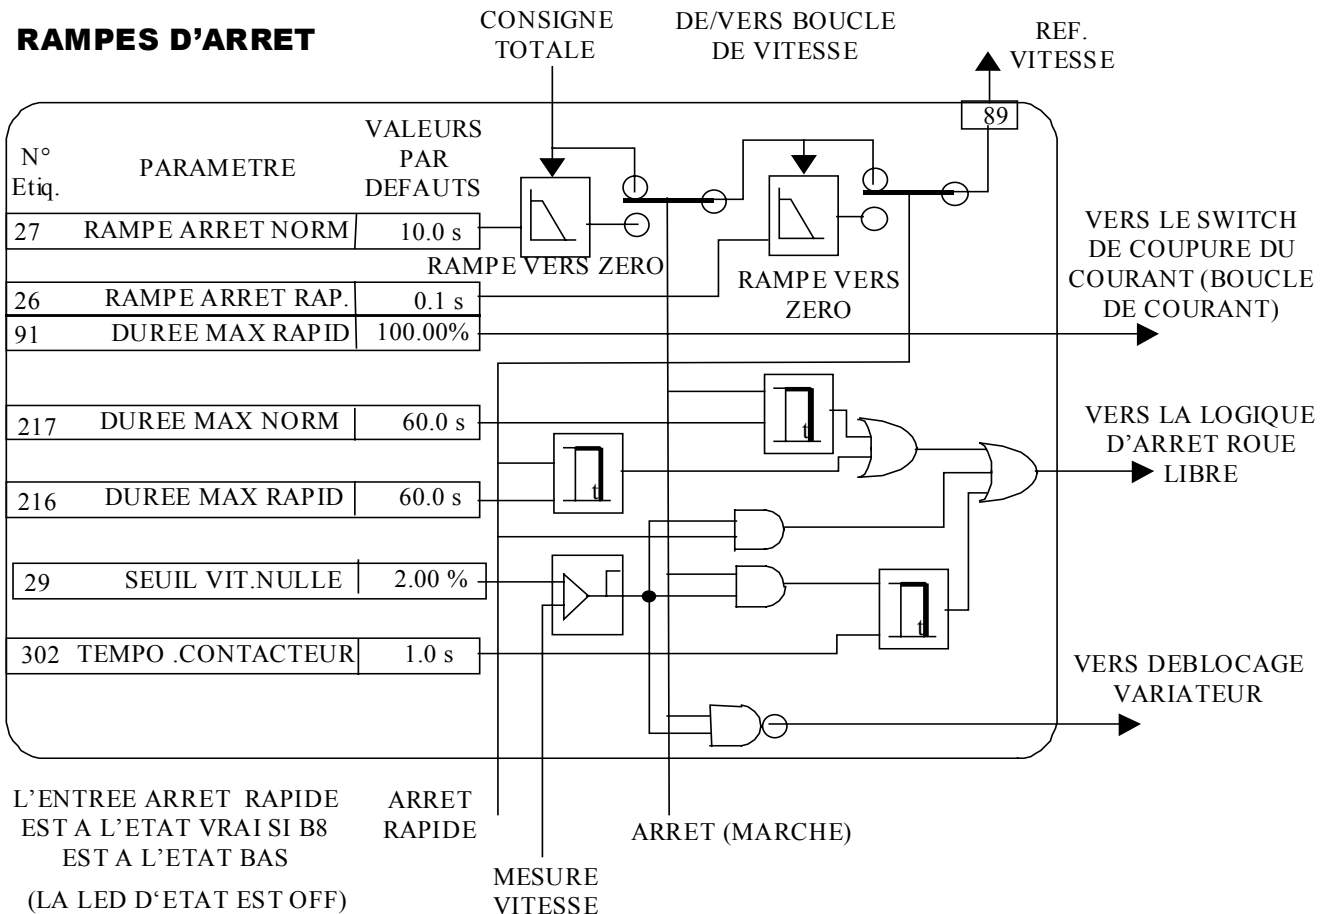 RAMPES D'ARRET
CONSIGNE
TOTALE
DE/VERS BOUCLE
DE VITESSE
REF.
VITESSE
89
N°
Etiq.
PARAMETRE
VALEURS
PAR
DEFAUTS
27 RAMPE ARRET NORM 10.0 s
RAMPE VERS ZERO
RAMPE VERS
ZERO
26 RAMPE ARRET RAP. 0.1 s
91 DUREE MAX RAPID 100.00%
VERS LE SWITCH
DE COUPURE DU
COURANT (BOUCLE
DE COURANT)
217 DUREE MAX NORM 60.0 s
t
216 DUREE MAX RAPID 60.0 s
t
VERS LA LOGIQUE
D'ARRET ROUE
LIBRE
29 SEUIL VIT.NULLE 2.00 %
t
302 TEMPO .CONTACTEUR 1.0 s
VERS DEBLOCAGE
VARIATEUR
L'ENTREE ARRET RAPIDE
EST A L'ETAT VRAI SI B8
EST A L'ETAT BAS
(LA LED D‘ETAT EST OFF)
ARRET
RAPIDE
ARRET (MARCHE)
MESURE
VITESSE